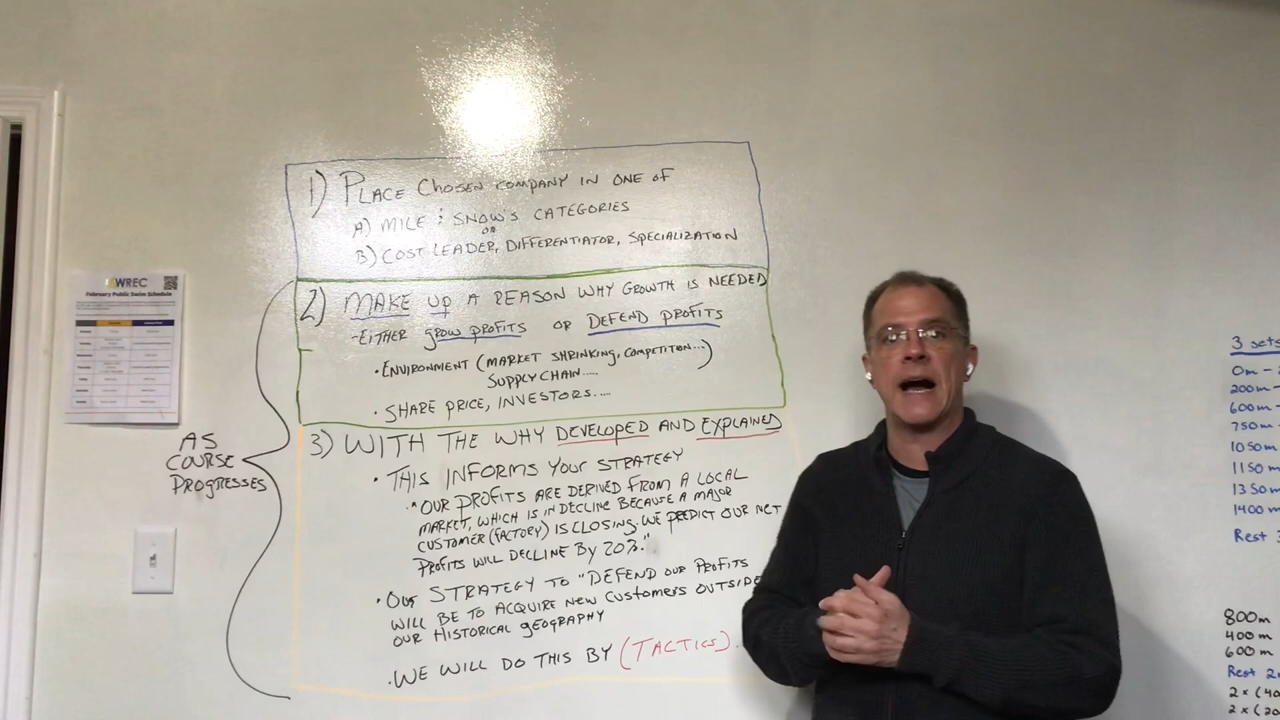 1) PLACE CHOSEN COMPANY IN ONE OF
A) MILE & SNOW'S CATEGORIES
OR
B) COST LEADER, DIFFERENTIATOR, SPECIALIZATION
2) MAKE UP A REASON WHY GROWTH IS NEEDED
-EITHER GROW PROFITS OR DEFEND PROFITS
•ENVIRONMENT (MARKET SHRINKING, COMPETITION...)
SUPPLY CHAIN.....
•SHARE PRICE, INVESTORS....
3) WITH THE WHY DEVELOPED AND EXPLAINED
•THIS INFORMS YOUR STRATEGY
•"OUR PROFITS ARE DERIVED FROM A LOCAL
MARKET, WHICH IS IN DECLINE BECAUSE A MAJOR
CUSTOMER (FACTORY) IS CLOSING. WE PREDICT OUR NET
PROFITS WILL DECLINE BY 20%."
•OUR STRATEGY TO "DEFEND OUR PROFITS
WILL BE TO ACQUIRE NEW CUSTOMERS OUTSIDE
OUR HISTORICAL GEOGRAPHY
•WE WILL DO THIS BY (TACTICS)..
AS
COURSE
PROGRESSES
WREC
February Public Swim Schedule
3 sets
0m -
200m -
600m -
750m -
1050m
1150m
1350m
1400m
Rest 3
800m
400m
600m
Rest 2
2 x (40
2 x (20